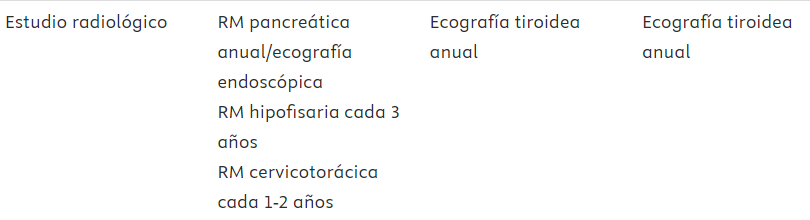 Estudio radiológico
RM pancreática
anual/ecografía
endoscópica
RM hipofisaria cada 3
años
RM cervicotorácica
cada 1-2 años
Ecografía tiroidea
anual
Ecografía tiroidea
anual